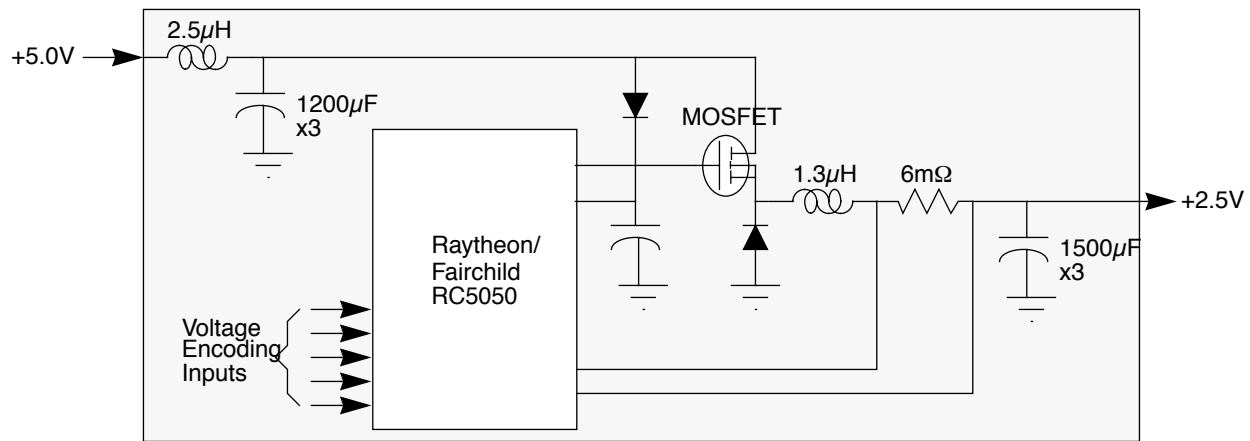 2.5µH
+5.0V
1200µF
x3
MOSFET
1.3µH
6mΩ
+2.5V
1500µF
x3
Raytheon/
Fairchild
RC5050
Voltage
Encoding
Inputs